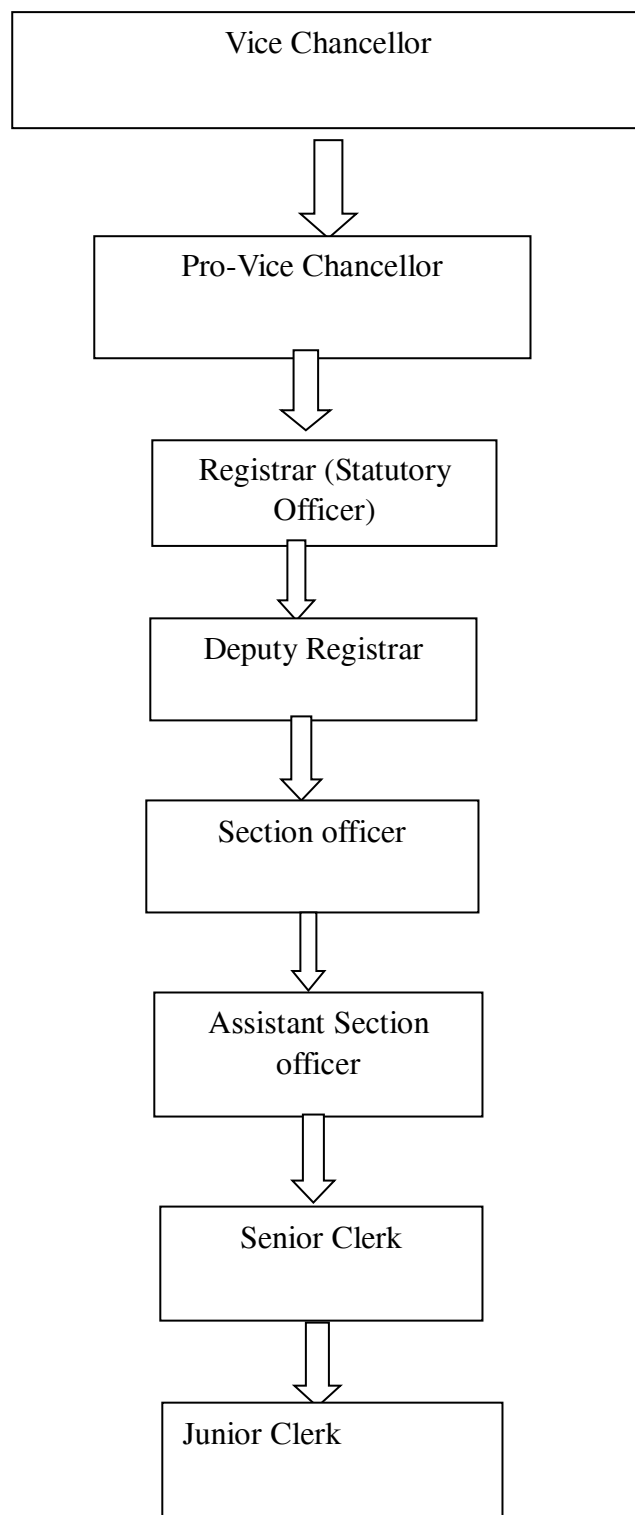 Vice Chancellor
Pro-Vice Chancellor
Registrar (Statutory
Officer)
Deputy Registrar
Section officer
Assistant Section
officer
Senior Clerk
Junior Clerk